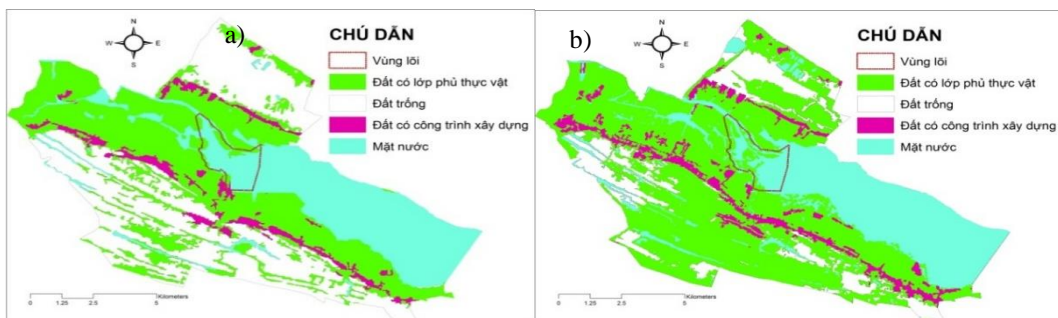 a)
N
W E
S
CHÚ DẪN
Vùng lõi
Đất có lớp phủ thực vật
Đất trống
Đất có công trình xây dựng
Mặt nước
0 1.25 2.5 5
Kilometers
b)
N
W E
S
CHÚ DẪN
Vùng lõi
Đất có lớp phủ thực vật
Đất trống
Đất có công trình xây dựng
Mặt nước
0 1.25 2.5 5
Kilometers